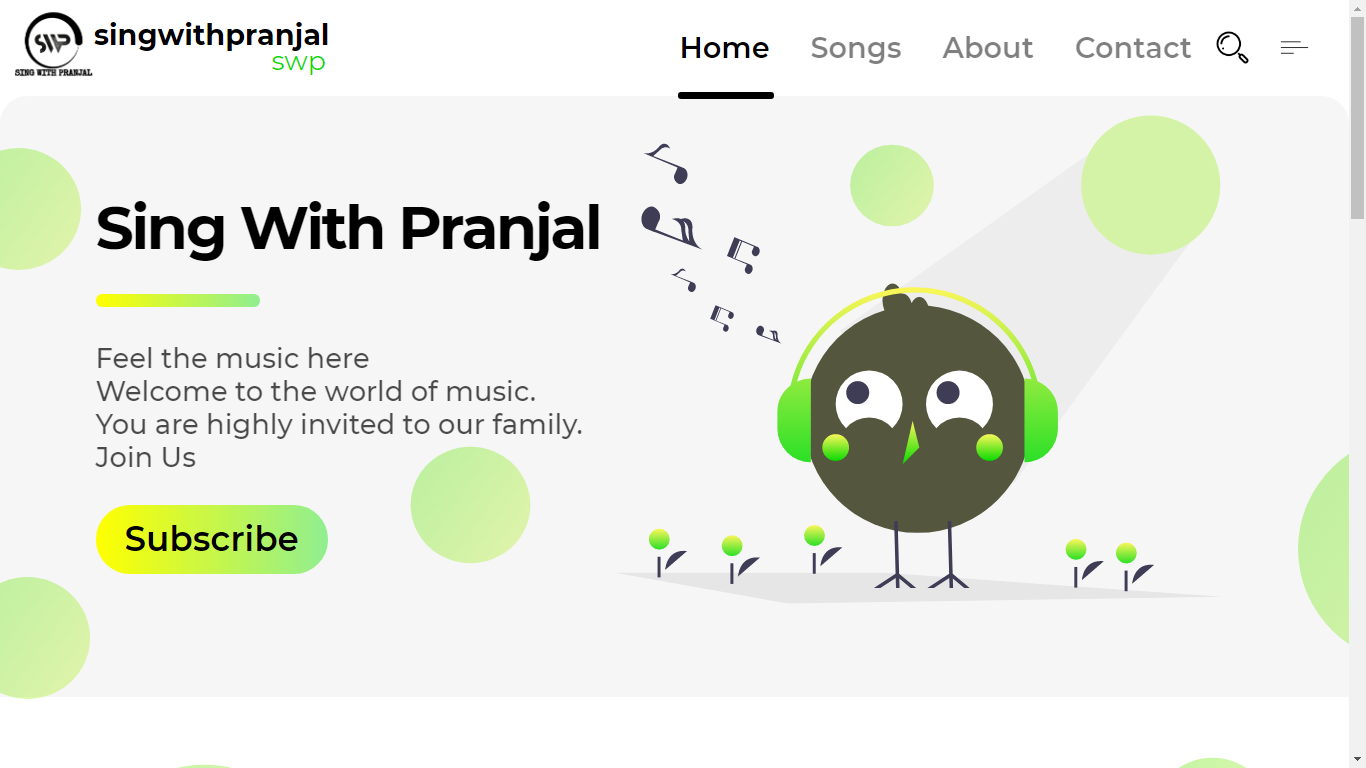 SWP
SING WITH PRANJAL
singwithpranjal
swp
Home Songs About Contact
Sing With Pranjal
Feel the music here
Welcome to the world of music.
You are highly invited to our family.
Join Us
Subscribe